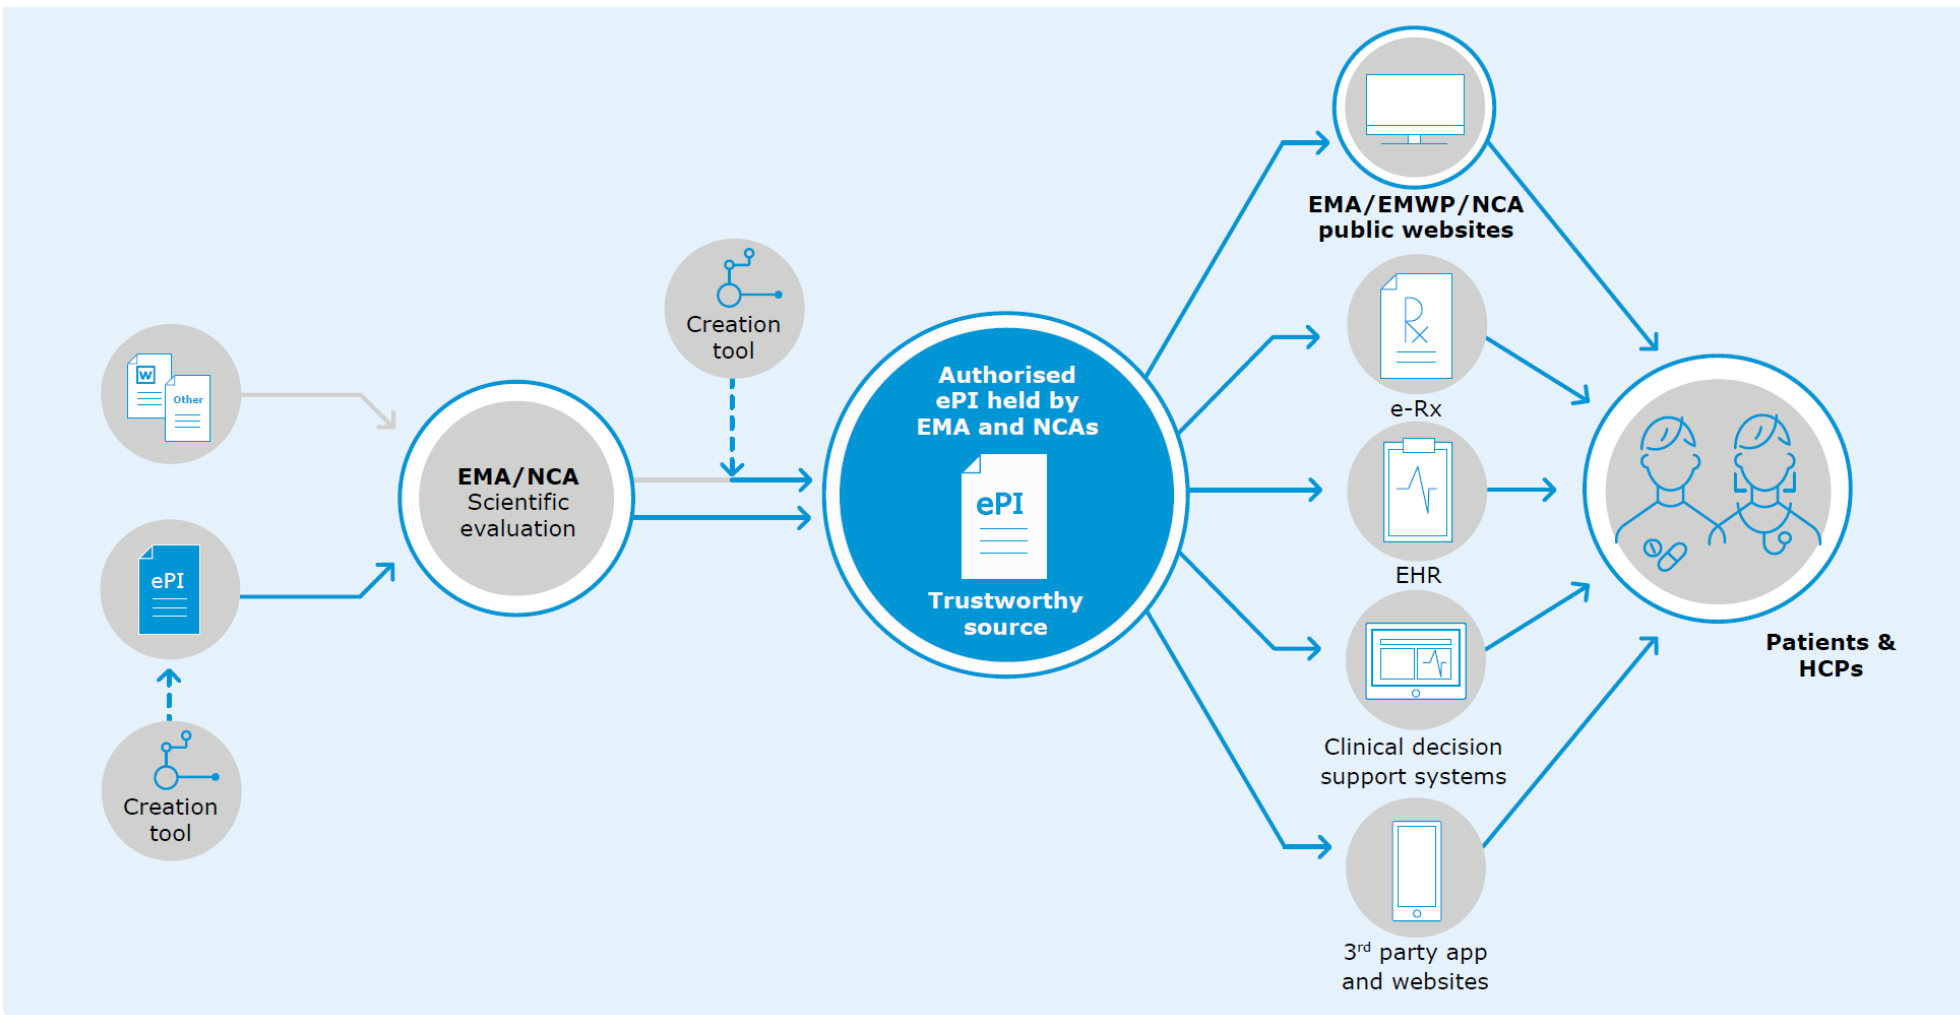 W
Other
ePI
Creation
tool
EMA/NCA
Scientific
evaluation
Creation
tool
Authorised
ePI held by
EMA and NCAs
ePI
Trustworthy
source
EMA/EMWP/NCA
public websites
Rx
e-Rx
EHR
Clinical decision
support systems
3rd party app
and websites
Patients &
HCPs